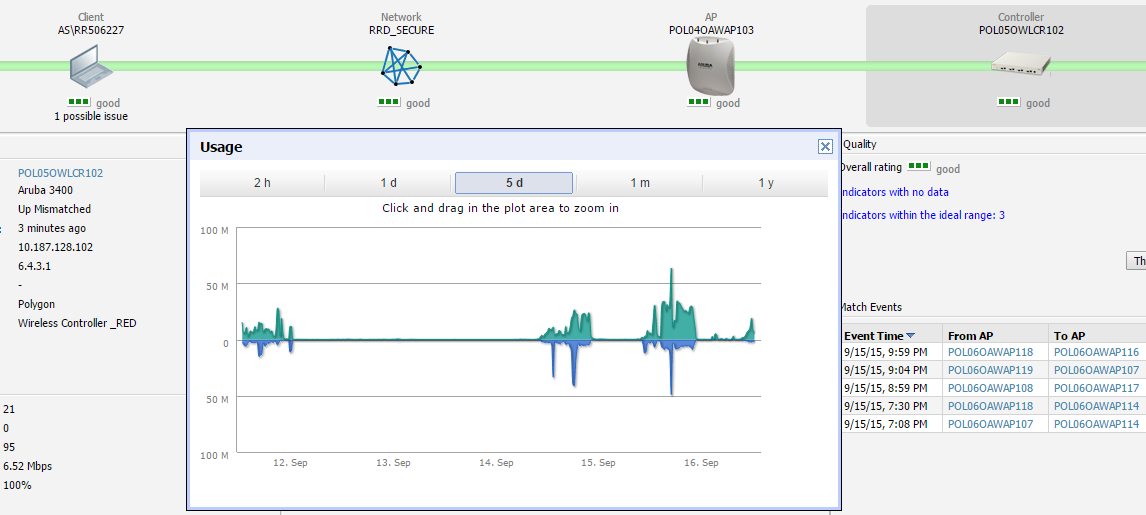 Client
AS\RR506227
good
1 possible issue
Network
RRD_SECURE
good
AP
POL04OAWAP103
good
Controller
POL05OWLCR102
good
POL05OWLCR102
Aruba 3400
Up Mismatched
3 minutes ago
10.187.128.102
6.4.3.1
-
Polygon
Wireless Controller _RED
21
0
95
6.52 Mbps
100%
Usage
2 h 1 d 5 d 1 m 1 y
Click and drag in the plot area to zoom in
100 M
50 M
0
50 M
100 M
12. Sep 13. Sep 14. Sep 15. Sep 16. Sep
Quality
Overall rating good
ndicators with no data
ndicators within the ideal range: 3
Th
Match Events
Event Time From AP To AP
9/15/15, 9:59 PM POL06OAWAP118 POL06OAWAP116
9/15/15, 9:04 PM POL06OAWAP119 POL06OAWAP107
9/15/15, 8:59 PM POL06OAWAP108 POL06OAWAP117
9/15/15, 7:30 PM POL06OAWAP118 POL06OAWAP114
9/15/15, 7:08 PM POL06OAWAP107 POL06OAWAP114